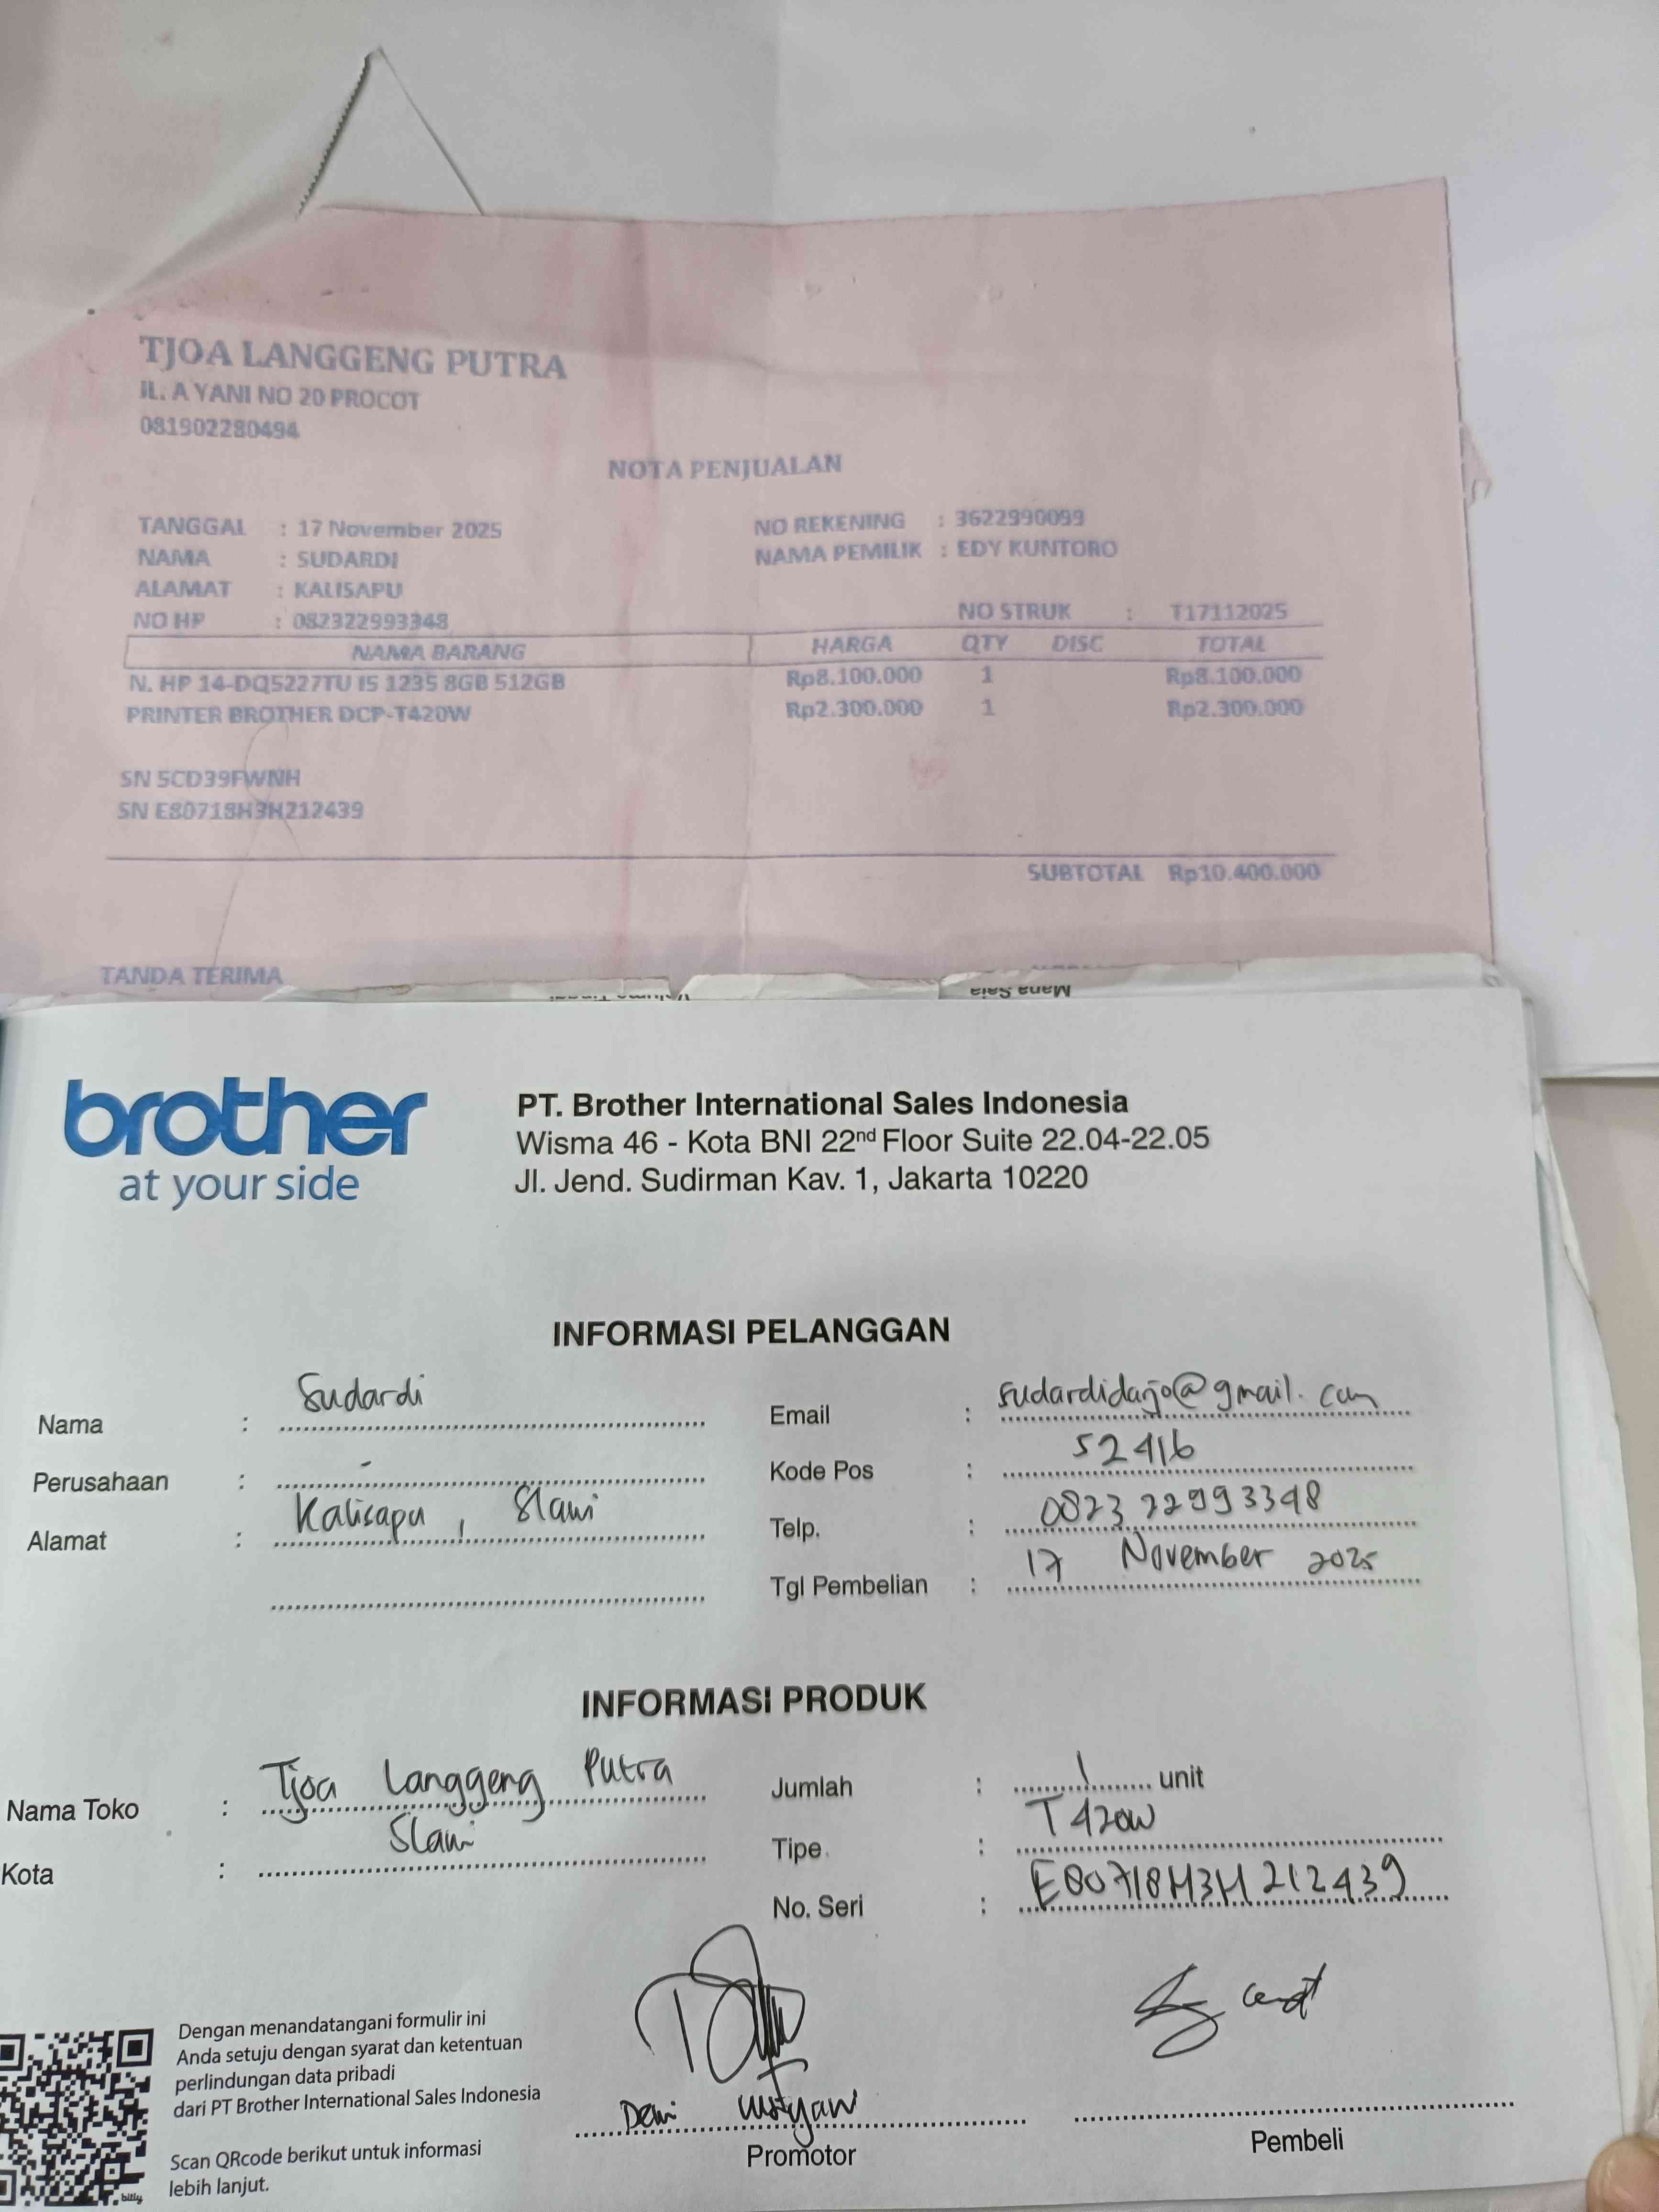 TJOA LANGGENG PUTRA
JL. A YANI NO 20 PROCOT
081902280494
NOTA PENJUALAN
TANGGAL : 17 November 2025 NO REKENING : 3622990099
NAMA : SUDARDI NAMA PEMILIK : EDY KUNTORO
ALAMAT : KALISAPU
NO HP : 082322993348 NO STRUK : T17112025
NAMA BARANG HARGA QTY DISC TOTAL
N. HP 14-DQ5227TU I5 1235 8GB 512GB Rp8.100.000 1 Rp8.100.000
PRINTER BROTHER DCP-T420W Rp2.300.000 1 Rp2.300.000
SN 5CD39FWNH
SN E80718H3H212439
SUBTOTAL Rp10.400.000
TANDA TERIMA
Mana Saja
brother
at your side
PT. Brother International Sales Indonesia
Wisma 46 - Kota BNI 22nd Floor Suite 22.04-22.05
Jl. Jend. Sudirman Kav. 1, Jakarta 10220
INFORMASI PELANGGAN
Nama : Sudardi Email : sudardidarjo@gmail.com
Perusahaan : - Kode Pos : 52416
Alamat : Kalisapu, Slawi Telp. : 0823 22993348
Tgl Pembelian : 17 November 2025
INFORMASI PRODUK
Nama Toko : Tjoa Langgeng Putra Jumlah : 1 unit
Kota : Slawi Tipe : T420W
No. Seri : E80718H3H212439
Dengan menandatangani formulir ini
Anda setuju dengan syarat dan ketentuan
perlindungan data pribadi
dari PT Brother International Sales Indonesia
Scan QRcode berikut untuk informasi
lebih lanjut.
bitly
Dewi
Promotor Pembeli